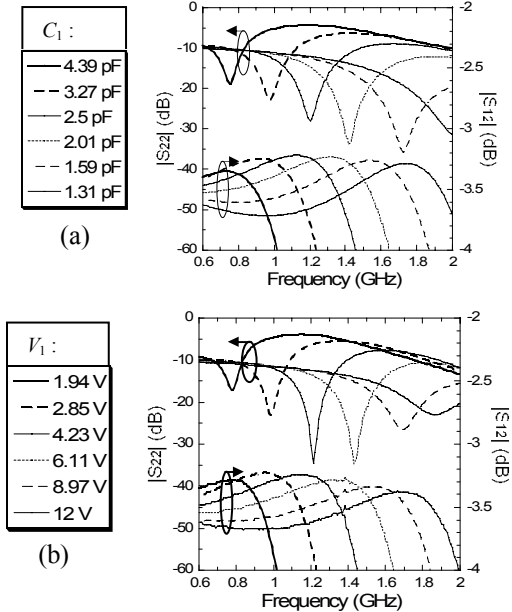 C1 :
4.39 pF
3.27 pF
2.5 pF
2.01 pF
1.59 pF
1.31 pF
(a)
0
-10
-20
-30
-40
-50
-60
|S22| (dB)
-2
-2.5
-3
-3.5
-4
|S12| (dB)
0.6 0.8 1 1.2 1.4 1.6 1.8 2
Frequency (GHz)
V1 :
1.94 V
2.85 V
4.23 V
6.11 V
8.97 V
12 V
(b)
0
-10
-20
-30
-40
-50
-60
|S22| (dB)
-2
-2.5
-3
-3.5
-4
|S12| (dB)
0.6 0.8 1 1.2 1.4 1.6 1.8 2
Frequency (GHz)